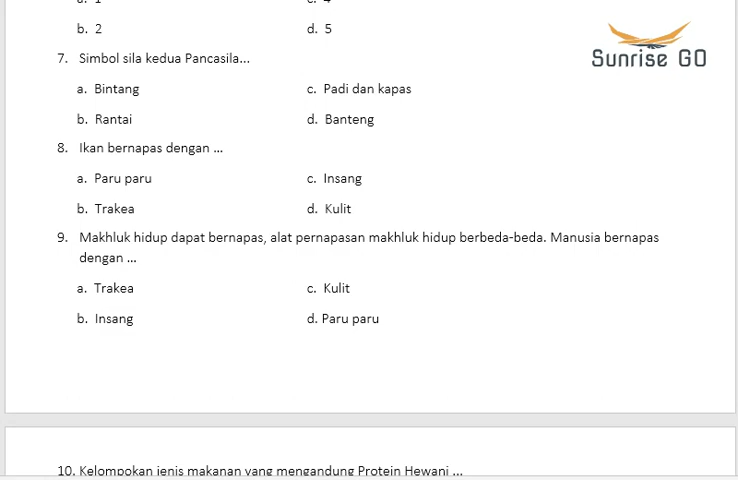 b. 2 d. 5
Sunrise GO
7. Simbol sila kedua Pancasila...
a. Bintang c. Padi dan kapas
b. Rantai d. Banteng
8. Ikan bernapas dengan ...
a. Paru paru c. Insang
b. Trakea d. Kulit
9. Makhluk hidup dapat bernapas, alat pernapasan makhluk hidup berbeda-beda. Manusia bernapas
dengan ...
a. Trakea c. Kulit
b. Insang d. Paru paru
10. Kelompokan jenis makanan yang mengandung Protein Hewani ...